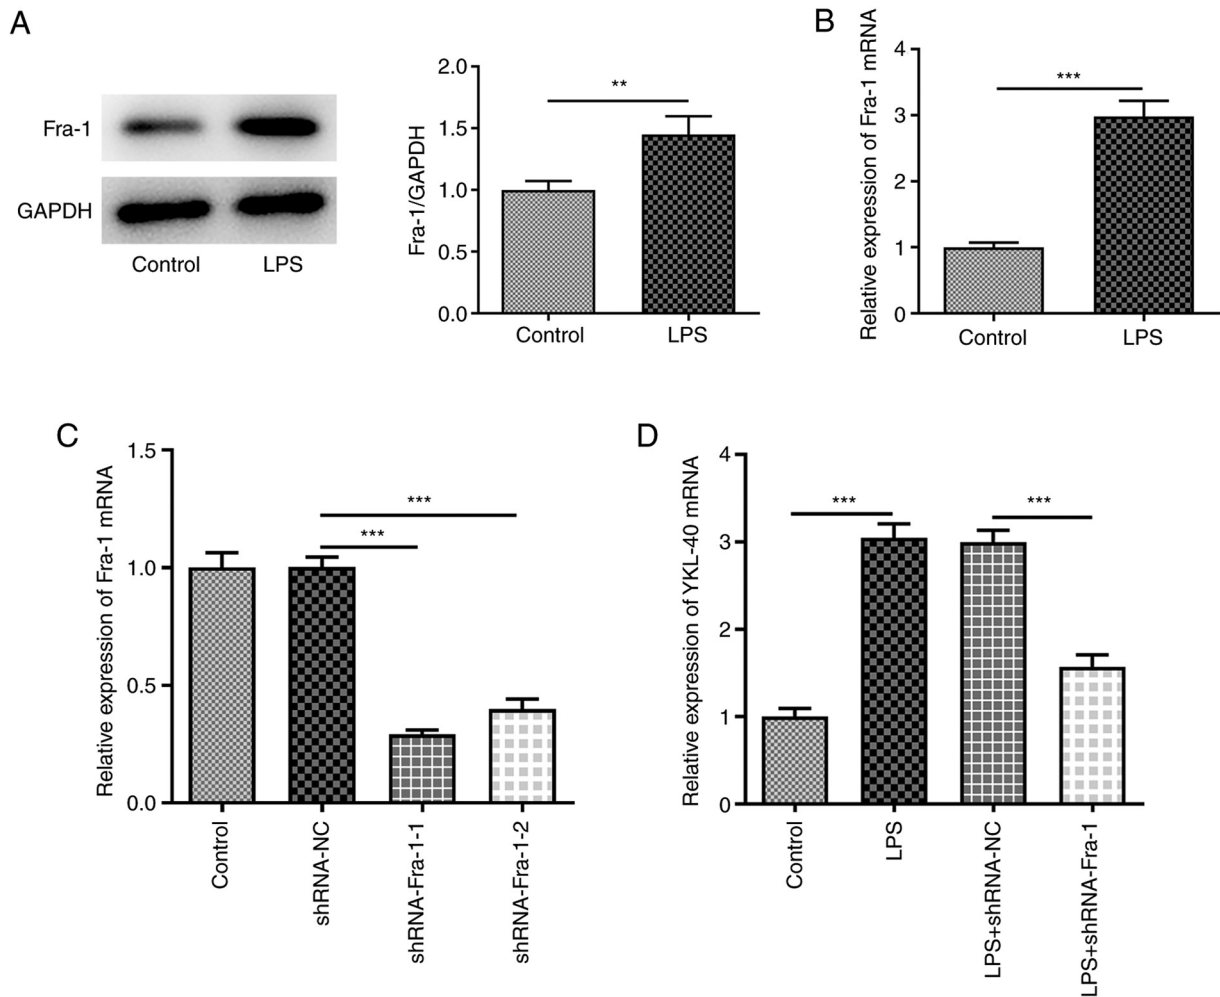 A
Fra-1
GAPDH
Control LPS
Fra-1/GAPDH
2.0
1.5
1.0
0.5
0.0
**
Control LPS
B
Relative expression of Fra-1 mRNA
4
3
2
1
0
***
Control LPS
C
Relative expression of Fra-1 mRNA
1.5
1.0
0.5
0.0
***
***
Control
shRNA-NC
shRNA-Fra-1-1
shRNA-Fra-1-2
D
Relative expression of YKL-40 mRNA
4
3
2
1
0
***
***
Control
LPS
LPS+shRNA-NC
LPS+shRNA-Fra-1